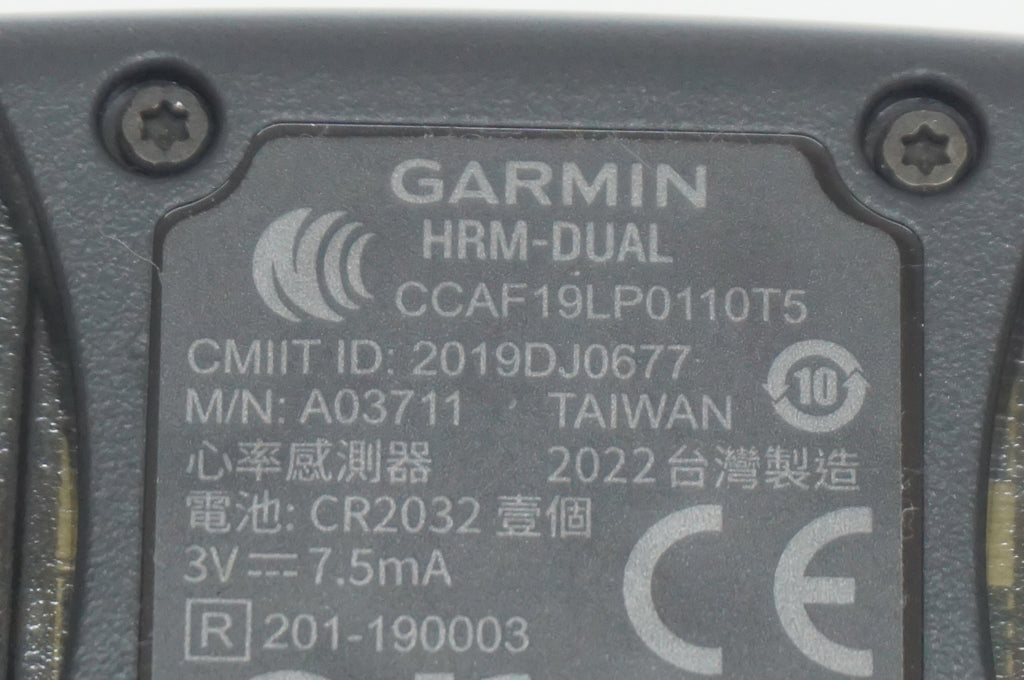 GARMIN
HRM-DUAL
CCAF19LP0110T5
CMIIT ID: 2019DJ0677
M/N: A03711 TAIWAN 10
心率感測器 2022台灣製造
電池: CR2032 壹個
3V 7.5mA CE
R 201-190003